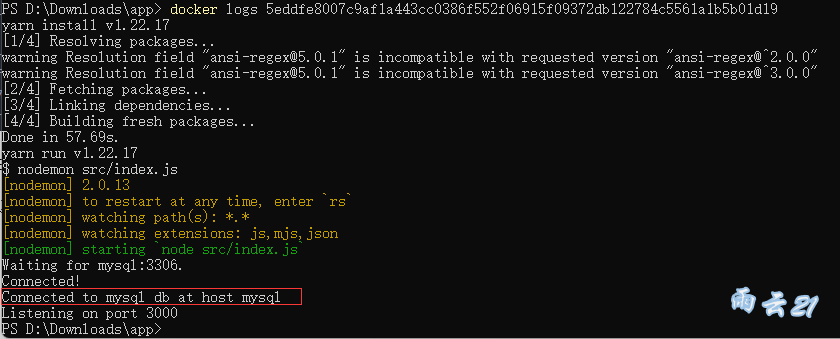 PS D:\Downloads\app> docker logs 5eddfe8007c9af1a443cc0386f552f06915f09372db122784c5561a1b5b01d19
yarn install v1.22.17
[1/4] Resolving packages...
warning Resolution field "ansi-regex@5.0.1" is incompatible with requested version "ansi-regex@^2.0.0"
warning Resolution field "ansi-regex@5.0.1" is incompatible with requested version "ansi-regex@^3.0.0"
[2/4] Fetching packages...
[3/4] Linking dependencies...
[4/4] Building fresh packages...
Done in 57.69s.
yarn run v1.22.17
$ nodemon src/index.js
[nodemon] 2.0.13
[nodemon] to restart at any time, enter `rs`
[nodemon] watching path(s): *.*
[nodemon] watching extensions: js,mjs,json
[nodemon] starting `node src/index.js`
Waiting for mysql:3306.
Connected!
Connected to mysql db at host mysql
Listening on port 3000
PS D:\Downloads\app>
雨云21